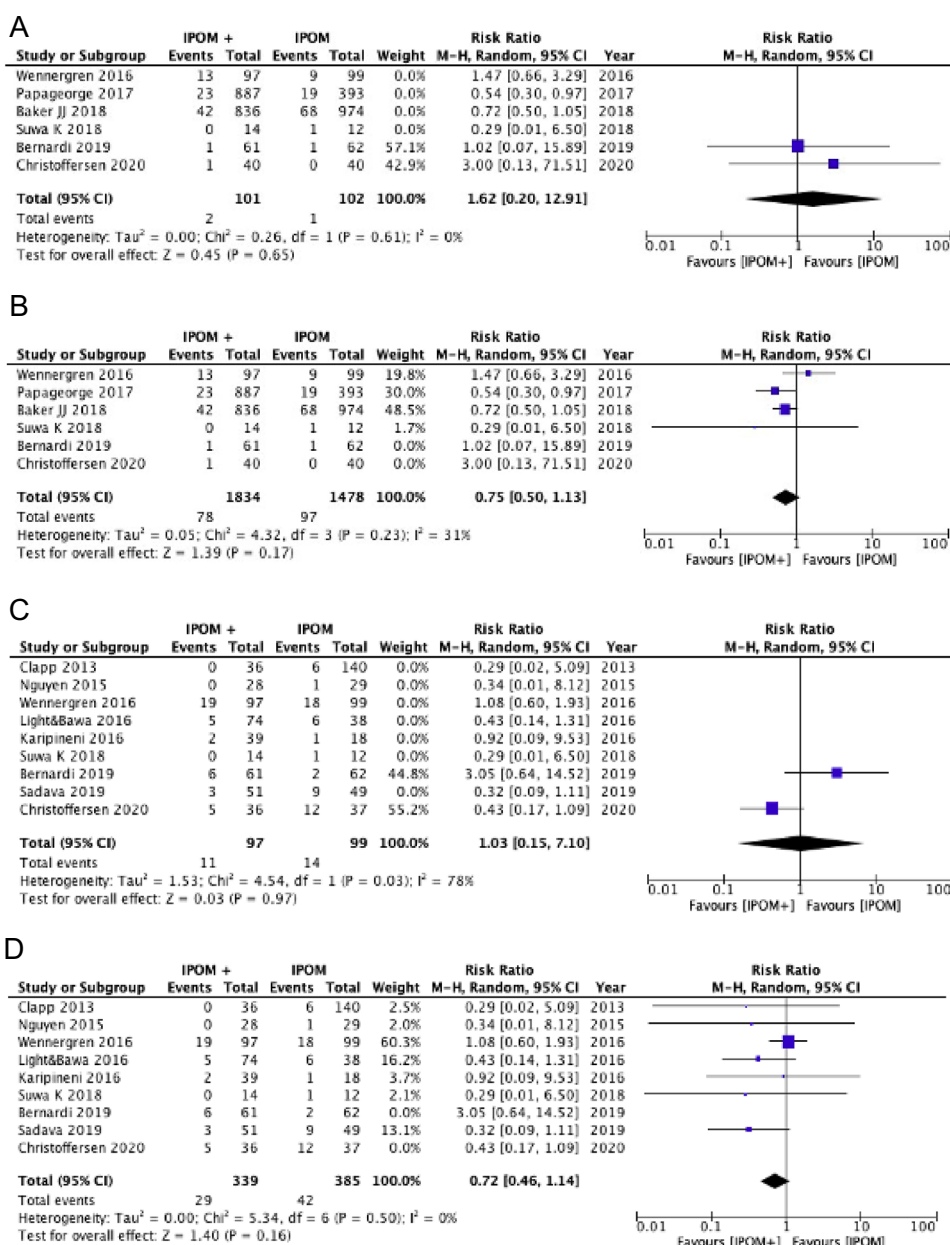 A
IPOM + IPOM Risk Ratio Risk Ratio
Study or Subgroup Events Total Events Total Weight M-H, Random, 95% CI Year M-H, Random, 95% CI
Wennergren 2016 13 97 9 99 0.0% 1.47 [0.66, 3.29] 2016
Papageorge 2017 23 887 19 393 0.0% 0.54 [0.30, 0.97] 2017
Baker JJ 2018 42 836 68 974 0.0% 0.72 [0.50, 1.05] 2018
Suwa K 2018 0 14 1 12 0.0% 0.29 [0.01, 6.50] 2018
Bernardi 2019 1 61 1 62 57.1% 1.02 [0.07, 15.89] 2019
Christoffersen 2020 1 40 0 40 42.9% 3.00 [0.13, 71.51] 2020
Total (95% CI) 101 102 100.0% 1.62 [0.20, 12.91]
Total events 2 1
Heterogeneity: Tau² = 0.00; Chi² = 0.26, df = 1 (P = 0.61); I² = 0%
Test for overall effect: Z = 0.45 (P = 0.65)
0.01 0.1 1 10 100
Favours [IPOM+] Favours [IPOM]
B
IPOM + IPOM Risk Ratio Risk Ratio
Study or Subgroup Events Total Events Total Weight M-H, Random, 95% CI Year M-H, Random, 95% CI
Wennergren 2016 13 97 9 99 19.8% 1.47 [0.66, 3.29] 2016
Papageorge 2017 23 887 19 393 30.0% 0.54 [0.30, 0.97] 2017
Baker JJ 2018 42 836 68 974 48.5% 0.72 [0.50, 1.05] 2018
Suwa K 2018 0 14 1 12 1.7% 0.29 [0.01, 6.50] 2018
Bernardi 2019 1 61 1 62 0.0% 1.02 [0.07, 15.89] 2019
Christoffersen 2020 1 40 0 40 0.0% 3.00 [0.13, 71.51] 2020
Total (95% CI) 1834 1478 100.0% 0.75 [0.50, 1.13]
Total events 78 97
Heterogeneity: Tau² = 0.05; Chi² = 4.32, df = 3 (P = 0.23); I² = 31%
Test for overall effect: Z = 1.39 (P = 0.17)
0.01 0.1 1 10 100
Favours [IPOM+] Favours [IPOM]
C
IPOM + IPOM Risk Ratio Risk Ratio
Study or Subgroup Events Total Events Total Weight M-H, Random, 95% CI Year M-H, Random, 95% CI
Clapp 2013 0 36 6 140 0.0% 0.29 [0.02, 5.09] 2013
Nguyen 2015 0 28 1 29 0.0% 0.34 [0.01, 8.12] 2015
Wennergren 2016 19 97 18 99 0.0% 1.08 [0.60, 1.93] 2016
Light&Bawa 2016 5 74 6 38 0.0% 0.43 [0.14, 1.31] 2016
Karipineni 2016 2 39 1 18 0.0% 0.92 [0.09, 9.53] 2016
Suwa K 2018 0 14 1 12 0.0% 0.29 [0.01, 6.50] 2018
Bernardi 2019 6 61 2 62 44.8% 3.05 [0.64, 14.52] 2019
Sadava 2019 3 51 9 49 0.0% 0.32 [0.09, 1.11] 2019
Christoffersen 2020 5 36 12 37 55.2% 0.43 [0.17, 1.09] 2020
Total (95% CI) 97 99 100.0% 1.03 [0.15, 7.10]
Total events 11 14
Heterogeneity: Tau² = 1.53; Chi² = 4.54, df = 1 (P = 0.03); I² = 78%
Test for overall effect: Z = 0.03 (P = 0.97)
0.01 0.1 1 10 100
Favours [IPOM+] Favours [IPOM]
D
IPOM + IPOM Risk Ratio Risk Ratio
Study or Subgroup Events Total Events Total Weight M-H, Random, 95% CI Year M-H, Random, 95% CI
Clapp 2013 0 36 6 140 2.5% 0.29 [0.02, 5.09] 2013
Nguyen 2015 0 28 1 29 2.0% 0.34 [0.01, 8.12] 2015
Wennergren 2016 19 97 18 99 60.3% 1.08 [0.60, 1.93] 2016
Light&Bawa 2016 5 74 6 38 16.2% 0.43 [0.14, 1.31] 2016
Karipineni 2016 2 39 1 18 3.7% 0.92 [0.09, 9.53] 2016
Suwa K 2018 0 14 1 12 2.1% 0.29 [0.01, 6.50] 2018
Bernardi 2019 6 61 2 62 0.0% 3.05 [0.64, 14.52] 2019
Sadava 2019 3 51 9 49 13.1% 0.32 [0.09, 1.11] 2019
Christoffersen 2020 5 36 12 37 0.0% 0.43 [0.17, 1.09] 2020
Total (95% CI) 339 385 100.0% 0.72 [0.46, 1.14]
Total events 29 42
Heterogeneity: Tau² = 0.00; Chi² = 5.34, df = 6 (P = 0.50); I² = 0%
Test for overall effect: Z = 1.40 (P = 0.16)
0.01 0.1 1 10 100
Favours [IPOM+] Favours [IPOM]